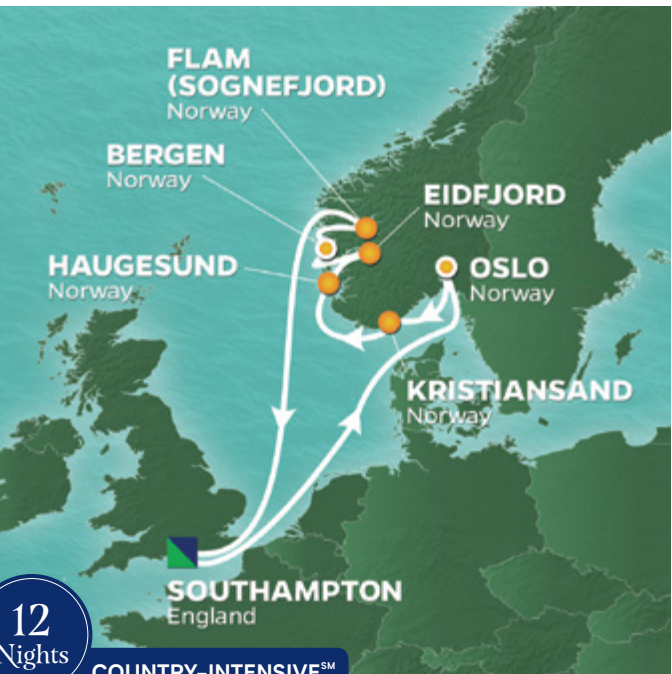 FLAM
(SOGNEFJORD)
Norway
BERGEN
Norway
EIDFJORD
Norway
HAUGESUND
Norway
OSLO
Norway
KRISTIANSAND
Norway
SOUTHAMPTON
England
12
Nights
COUNTRY-INTENSIVE℠